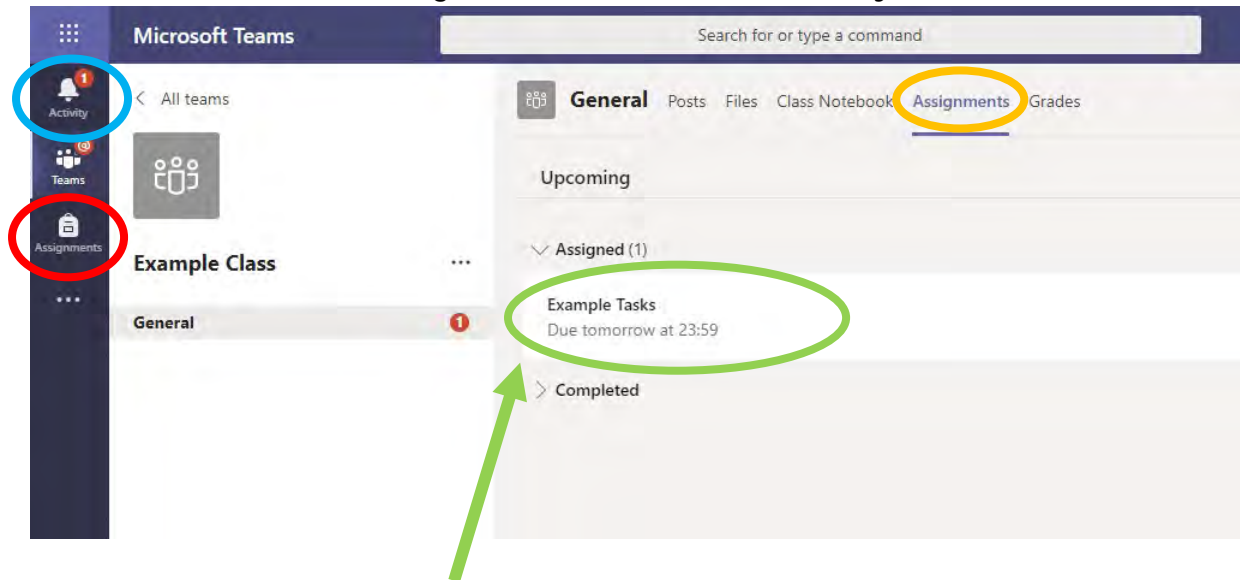 Microsoft Teams
Search for or type a command
1
Activity
< All teams
General Posts Files Class Notebook Assignments Grades
@
Teams
Upcoming
Assignments
Example Class
...
Assigned (1)
...
Example Tasks
General
1
Due tomorrow at 23:59
Completed